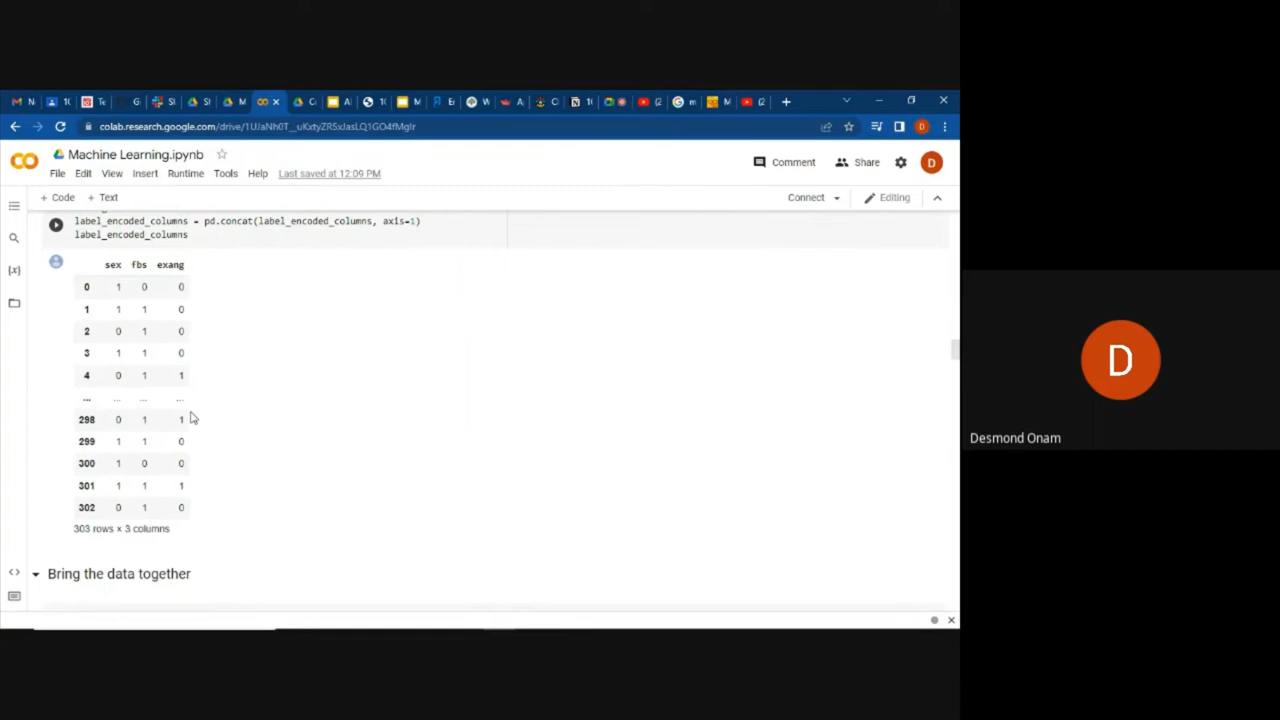 colab.research.google.com/drive/
Machine Learning.ipynb
File Edit View Insert Runtime Tools Help Last saved at 12:09 PM
Comment Share D
+ Code + Text Connect Editing
label_encoded_columns = pd.concat(label_encoded_columns, axis=1)
label_encoded_columns
sex fbs exang
0 1 0 0
1 1 1 0
2 0 1 0
3 1 1 0
4 0 1 1
... ... ... ...
298 0 1 1
299 1 1 0
300 1 0 0
301 1 1 1
302 0 1 0
303 rows × 3 columns
Bring the data together
D
Desmond Onam